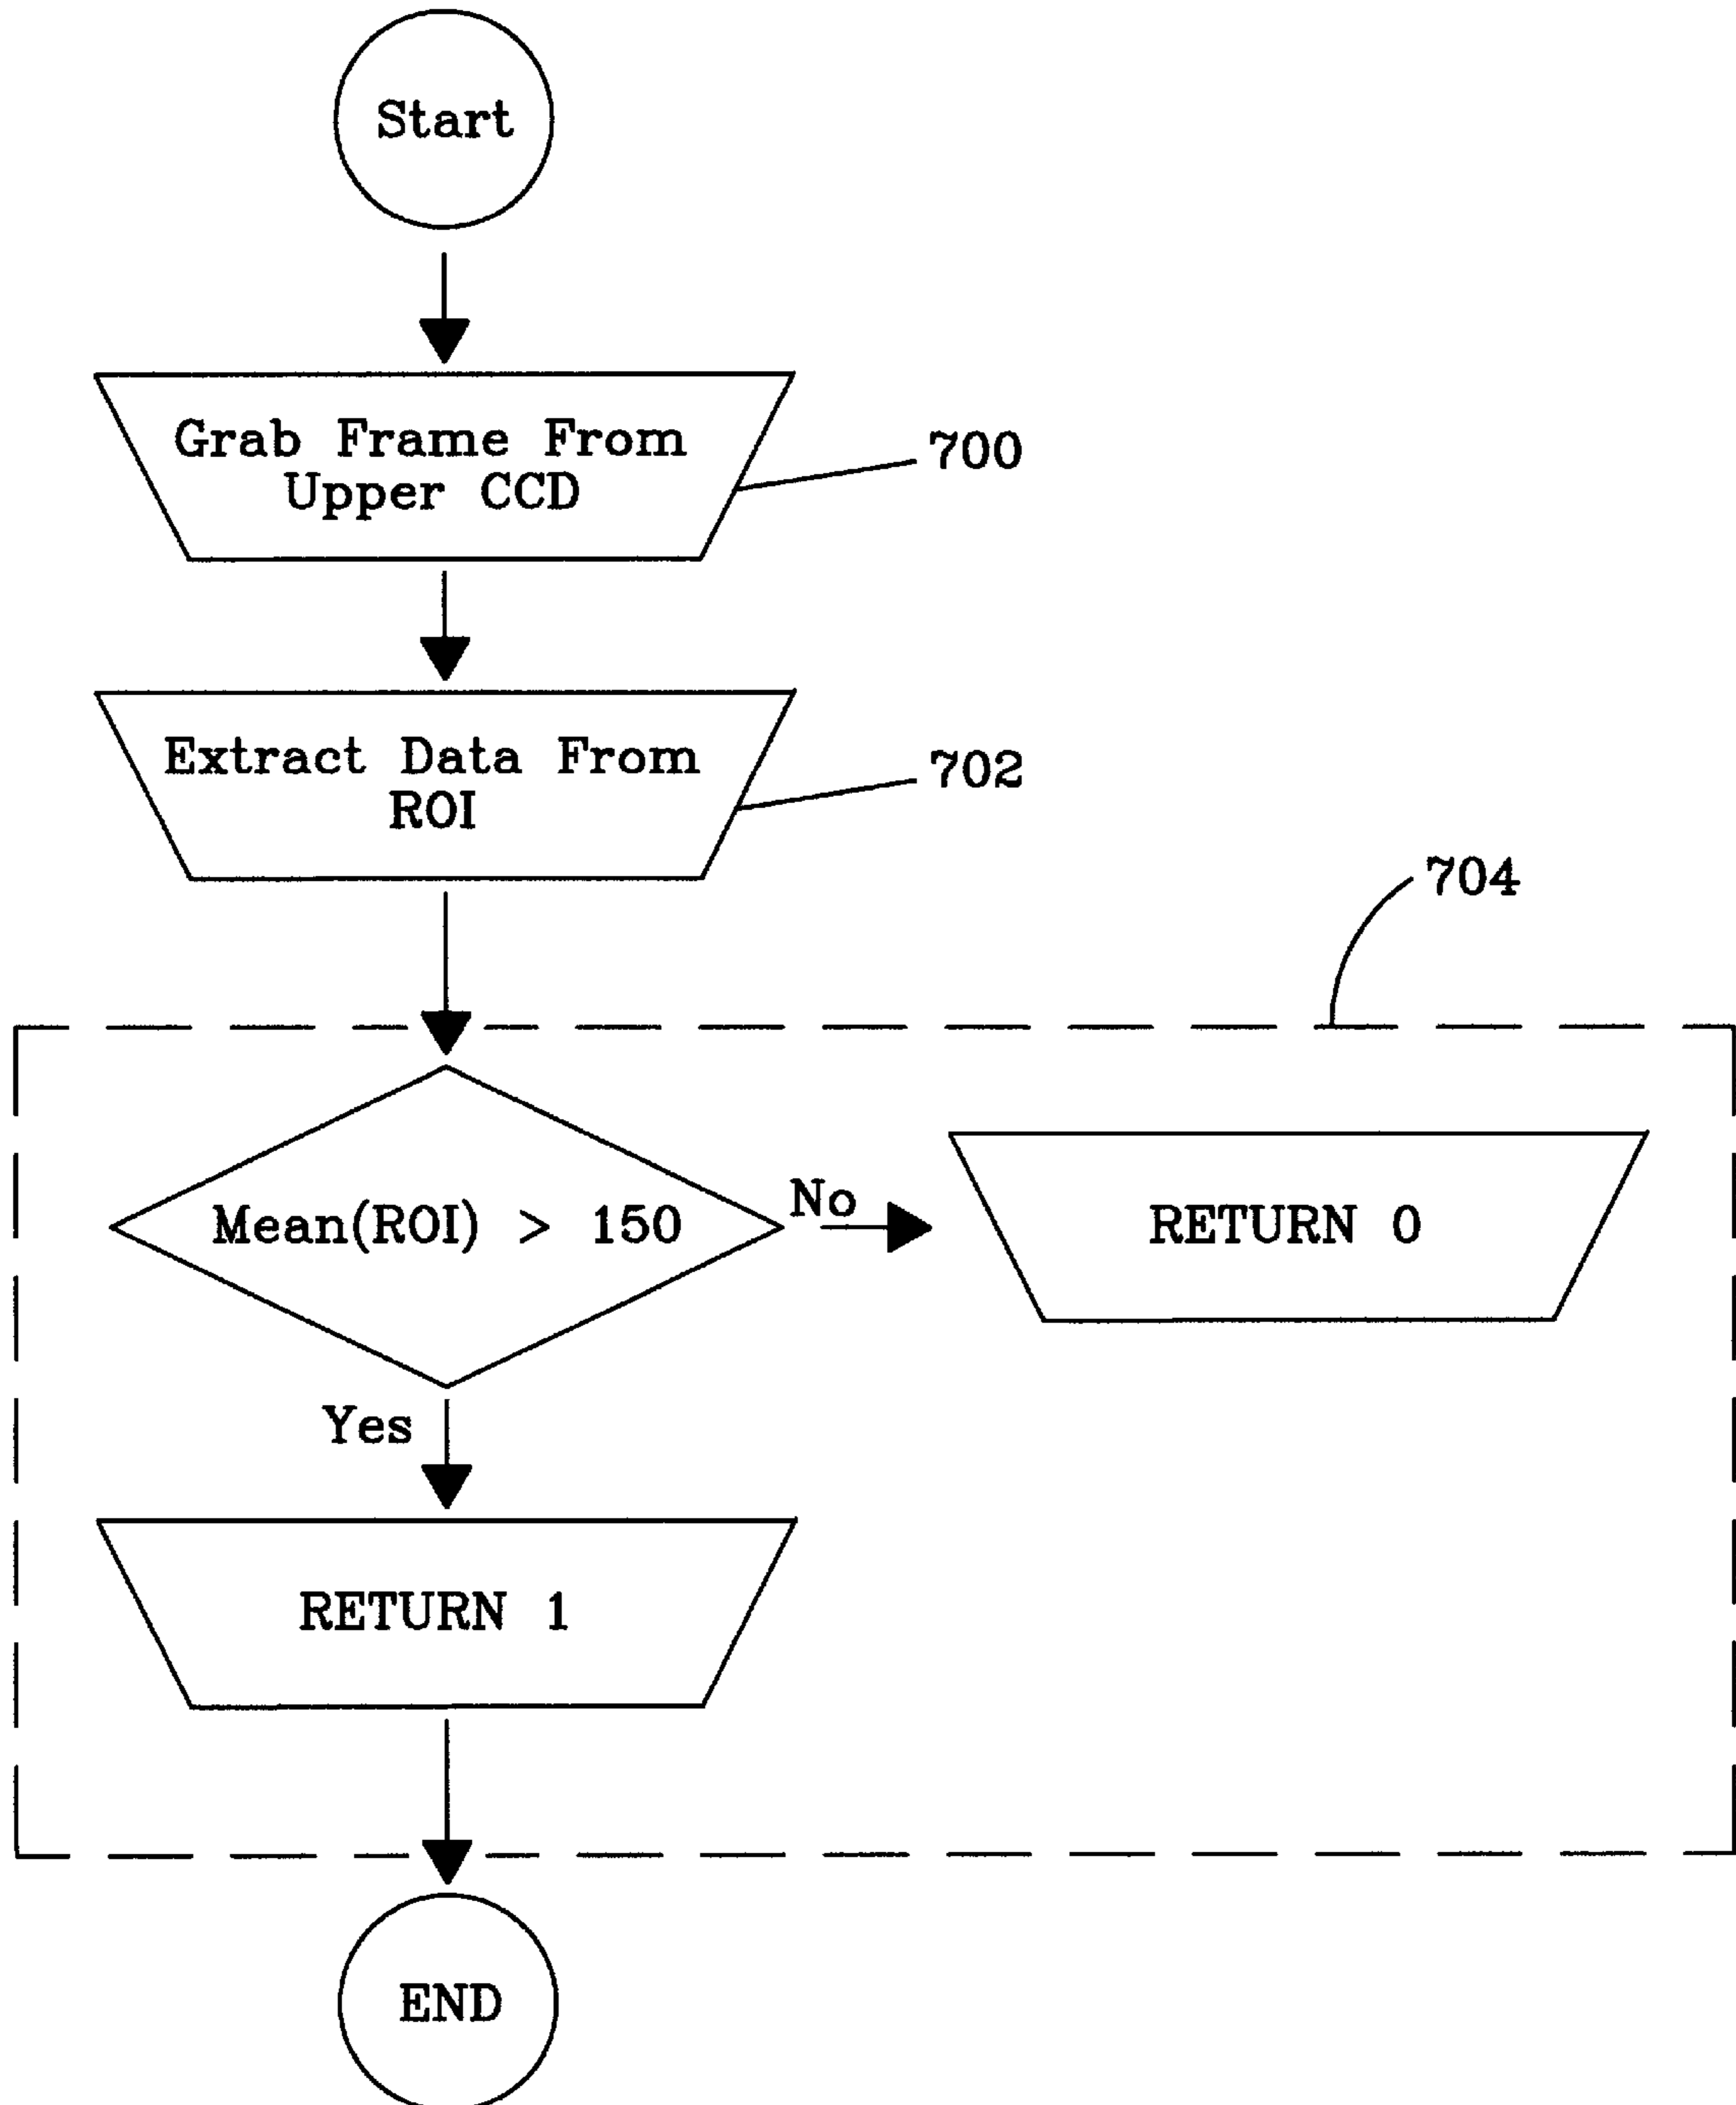 Start
Grab Frame From
Upper CCD
700
Extract Data From
ROI
702
704
Mean(ROI) > 150
No
RETURN 0
Yes
RETURN 1
END